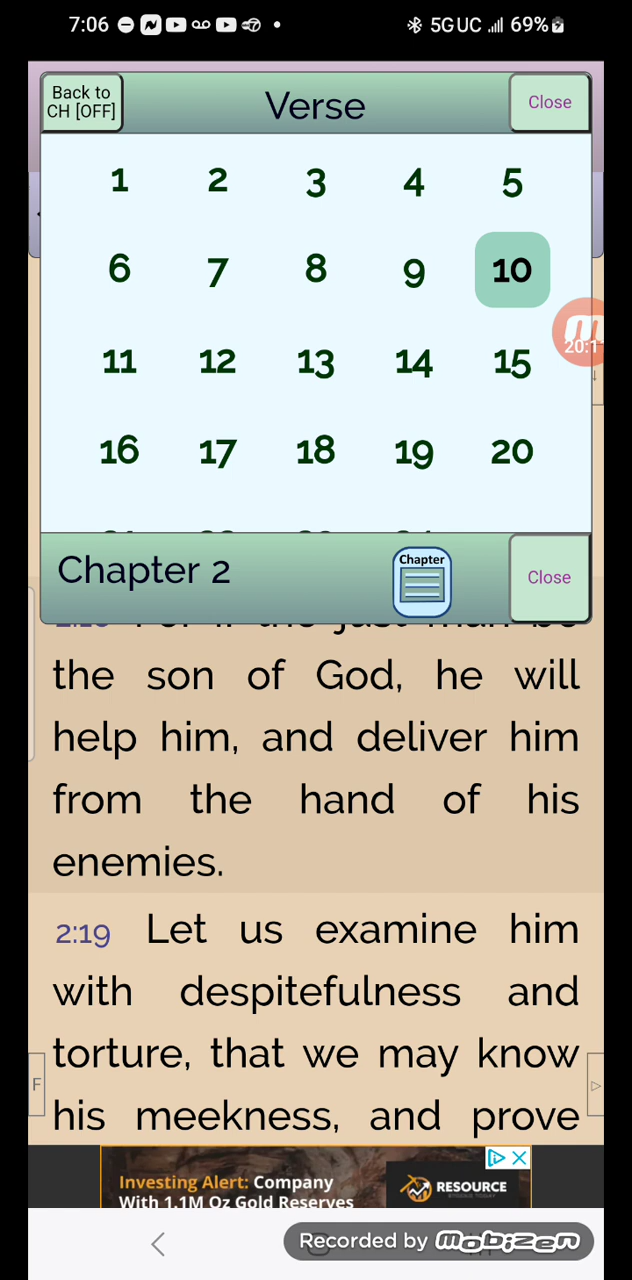 7:06 5GUC 69%
Back to
CH [OFF]
Verse
Close
1 2 3 4 5
6 7 8 9 10
20:1
11 12 13 14 15
16 17 18 19 20
Chapter 2
Chapter
Close
the son of God, he will
help him, and deliver him
from the hand of his
enemies.
2:19 Let us examine him
with despitefulness and
torture, that we may know
F
his meekness, and prove
Investing Alert: Company
With 1.1M Oz Gold Reserves
RESOURCE
Recorded by mobizen